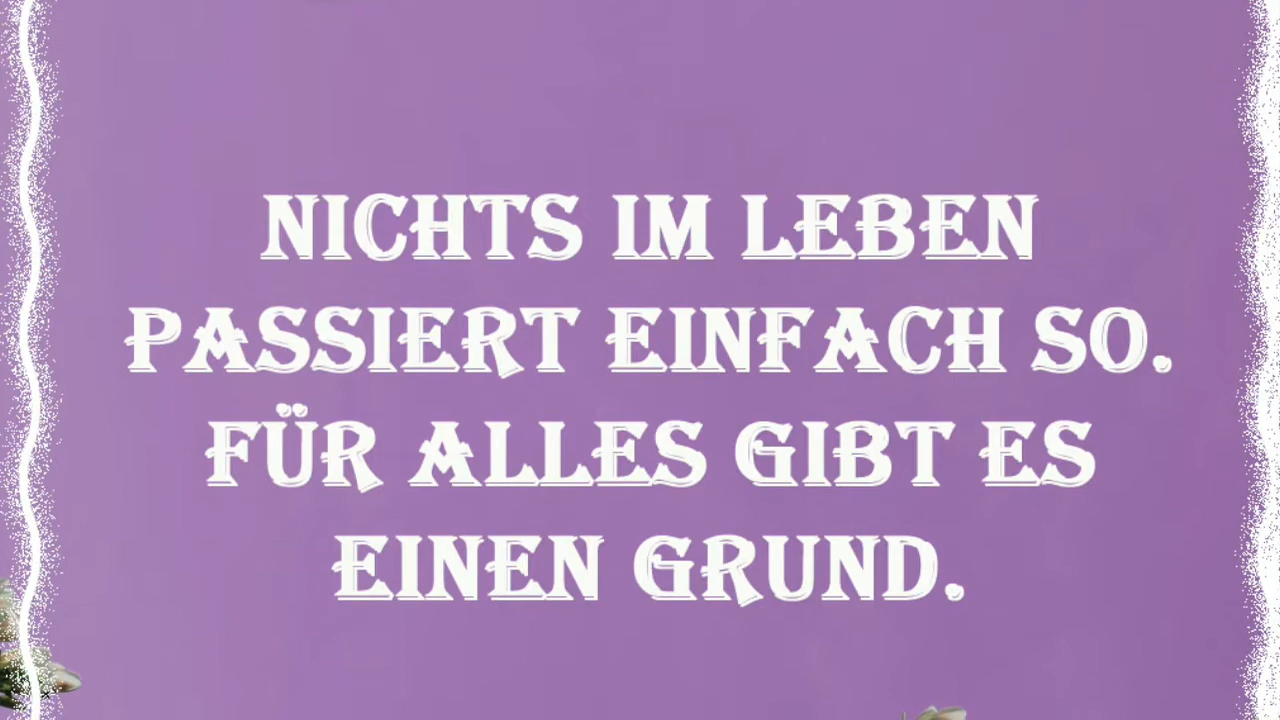 NICHTS IM LEBEN
PASSIERT EINFACH SO.
FÜR ALLES GIBT ES
EINEN GRUND.